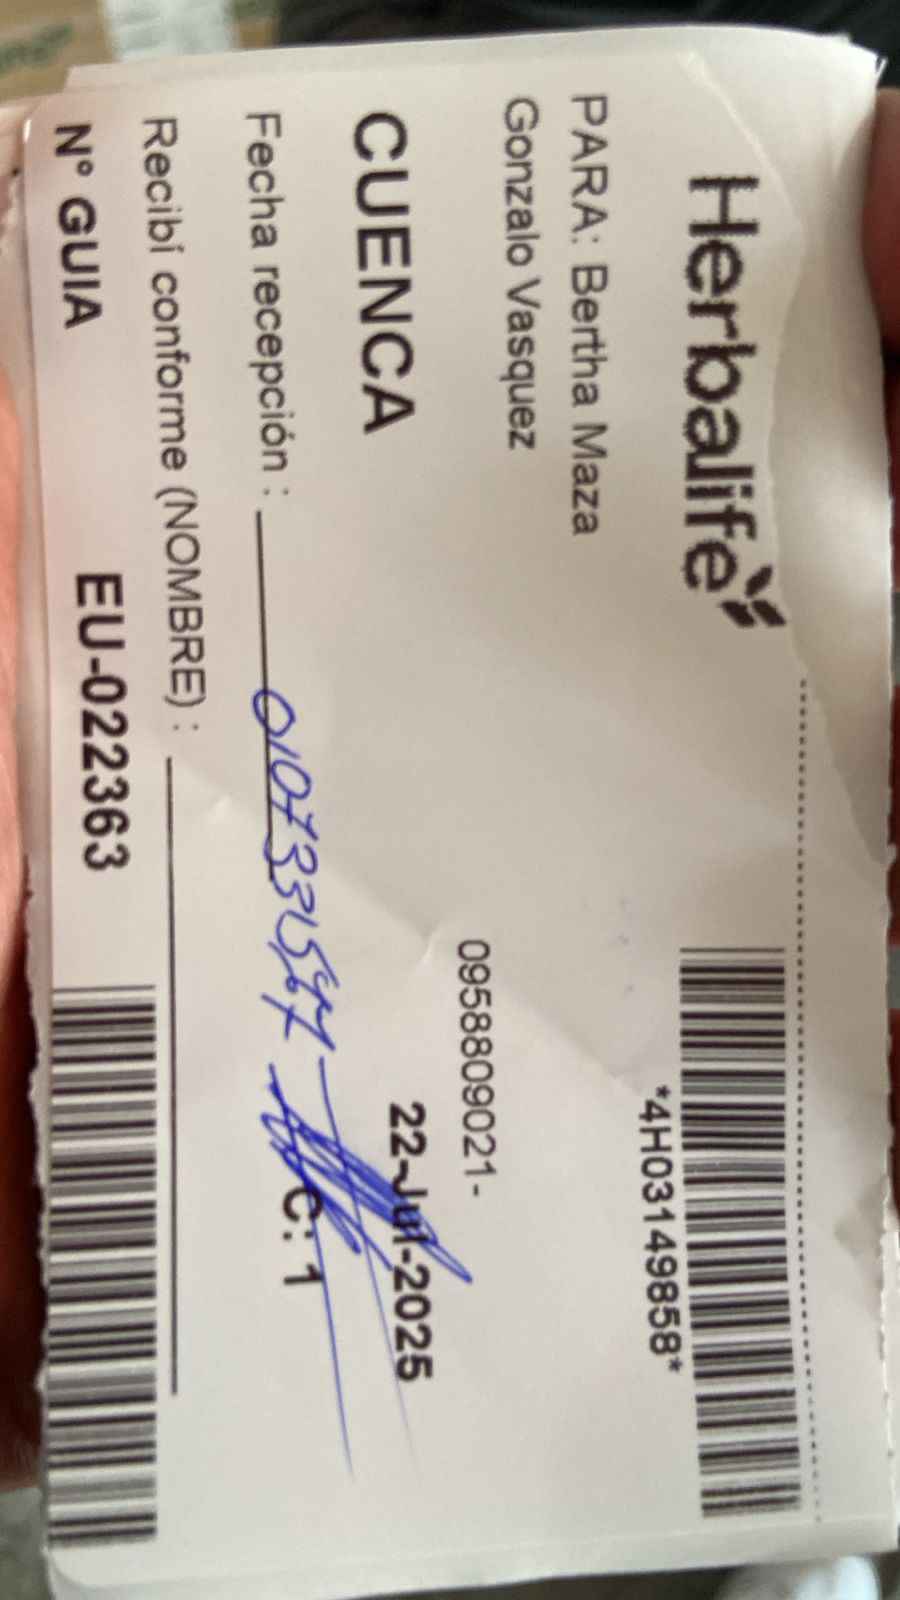 Herbalife
*4H03149858*
PARA: Bertha Maza
Gonzalo Vasquez
0958809021-
CUENCA
22-Jul-2025
Fecha recepción :
C: 1
Recibí conforme (NOMBRE) :
N° GUIA EU-022363